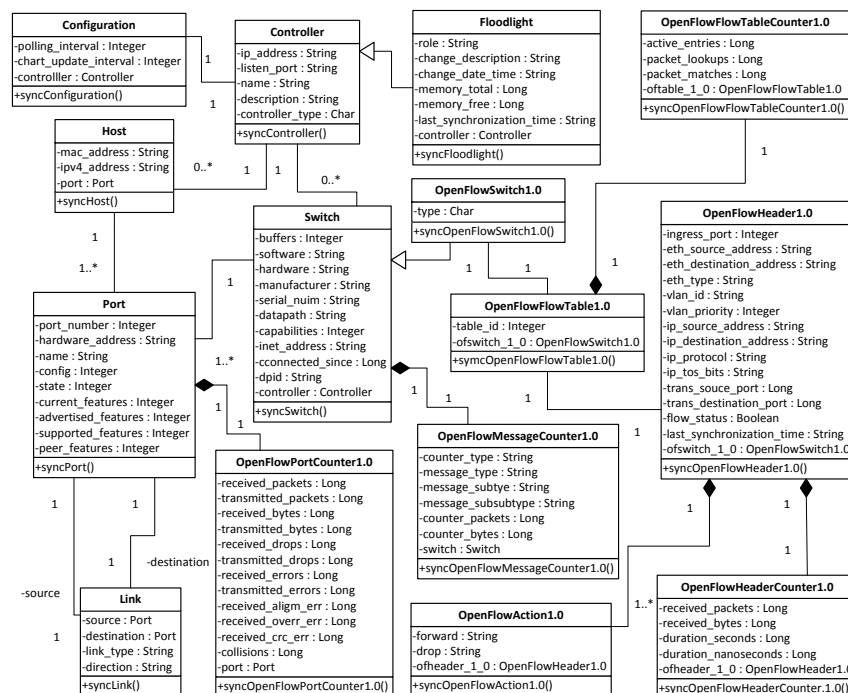 Configuration
-polling_interval : Integer
-chart_update_interval : Integer
-controlller : Controller
+syncConfiguration()
1
1
Controller
-ip_address : String
-listen_port : String
-name : String
-description : String
-controller_type : Char
+syncController()
Floodlight
-role : String
-change_description : String
-change_date_time : String
-memory_total : Long
-memory_free : Long
-last_synchronization_time : String
-controller : Controller
+syncFloodlight()
OpenFlowFlowTableCounter1.0
-active_entries : Long
-packet_lookups : Long
-packet_matches : Long
-oftable_1_0 : OpenFlowFlowTable1.0
+syncOpenFlowFlowTableCounter1.0()
1
1
Host
-mac_address : String
-ipv4_address : String
-port : Port
+syncHost()
0..*
1
1
0..*
1
1..*
Switch
-buffers : Integer
-software : String
-hardware : String
-manufacturer : String
-serial_nuim : String
-datapath : String
-capabilities : Integer
-inet_address : String
-cconnected_since : Long
-dpid : String
-controller : Controller
+syncSwitch()
1
1..*
OpenFlowSwitch1.0
-type : Char
+syncOpenFlowSwitch1.0()
1
1
OpenFlowFlowTable1.0
-table_id : Integer
-ofswitch_1_0 : OpenFlowSwitch1.0
+symcOpenFlowFlowTable1.0()
1
1
OpenFlowHeader1.0
-ingress_port : Integer
-eth_source_address : String
-eth_destination_address : String
-eth_type : String
-vlan_id : String
-vlan_priority : Integer
-ip_source_address : String
-ip_destination_address : String
-ip_protocol : String
-ip_tos_bits : String
-trans_souce_port : Long
-trans_destination_port : Long
-flow_status : Boolean
-last_synchronization_time : String
-ofswitch_1_0 : OpenFlowSwitch1.0
+syncOpenFlowHeader1.0()
Port
-port_number : Integer
-hardware_address : String
-name : String
-config : Integer
-state : Integer
-current_features : Integer
-advertised_features : Integer
-supported_features : Integer
-peer_features : Integer
+syncPort()
1
1
1
1
OpenFlowMessageCounter1.0
-counter_type : String
-message_type : String
-message_subtye : String
-message_subsubtype : String
-counter_packets : Long
-counter_bytes : Long
-switch : Switch
+syncOpenFlowMessageCounter1.0()
OpenFlowPortCounter1.0
-received_packets : Long
-transmitted_packets : Long
-received_bytes : Long
-transmitted_bytes : Long
-received_drops : Long
-transmitted_drops : Long
-received_errors : Long
-transmitted_errors : Long
-received_aligm_err : Long
-received_overr_err : Long
-received_crc_err : Long
-collisions : Long
-port : Port
+syncOpenFlowPortCounter1.0()
1
1
1
-destination
-source
1
Link
-source : Port
-destination : Port
-link_type : String
-direction : String
+syncLink()
1
1
1
1..*
OpenFlowAction1.0
-forward : String
-drop : String
-ofheader_1_0 : OpenFlowHeader1.0
+syncOpenFlowAction1.0()
OpenFlowHeaderCounter1.0
-received_packets : Long
-received_bytes : Long
-duration_seconds : Long
-duration_nanoseconds : Long
-ofheader_1_0 : OpenFlowHeader1.0
+syncOpenFlowHeaderCounter.1.0()